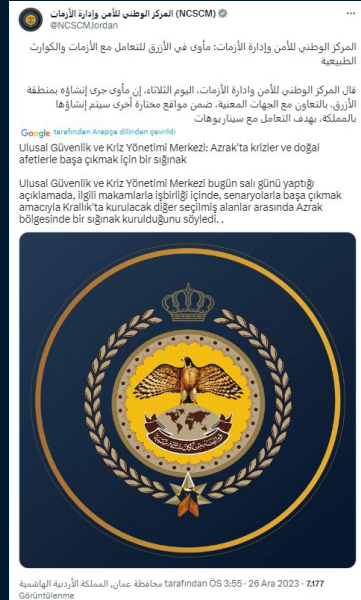 المركز الوطني للأمن وإدارة الأزمات (NCSCM)
@NCSCMJordan
المركز الوطني للأمن وإدارة الأزمات: مأوى في الأزرق للتعامل مع الأزمات والكوارث
الطبيعية
قال المركز الوطني للأمن وادارة الأزمات، اليوم الثلاثاء، إن مأوى جرى إنشاؤه بمنطقة
الأزرق، بالتعاون مع الجهات المعنية، ضمن مواقع مختارة أخرى سيتم إنشاؤها
بالمملكة، بهدف التعامل مع سيناريوهات
Google tarafından Arapça dilinden çevrildi
Ulusal Güvenlik ve Kriz Yönetimi Merkezi: Azrak'ta krizler ve doğal
afetlerle başa çıkmak için bir sığınak
Ulusal Güvenlik ve Kriz Yönetimi Merkezi bugün salı günü yaptığı
açıklamada, ilgili makamlarla işbirliği içinde, senaryolarla başa çıkmak
amacıyla Krallık'ta kurulacak diğer seçilmiş alanlar arasında Azrak
bölgesinde bir sığınak kurulduğunu söyledi. .
محافظة عمان, المملكة الأردنية الهاشمية tarafından ÖS 3:55 · 26 Ara 2023 · 7.177
Görüntülenme